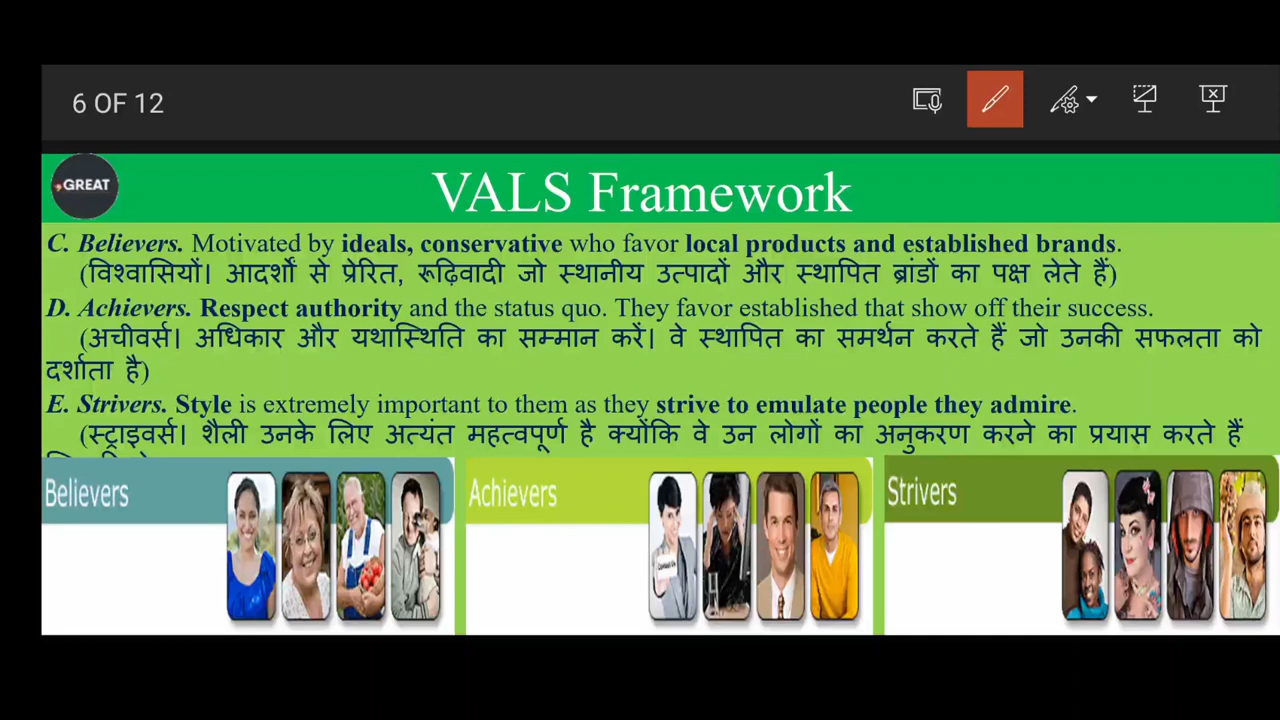 6 OF 12
GREAT
VALS Framework
C. Believers. Motivated by ideals, conservative who favor local products and established brands.
(विश्वासियों। आदर्शों से प्रेरित, रूढ़िवादी जो स्थानीय उत्पादों और स्थापित ब्रांडों का पक्ष लेते हैं)
D. Achievers. Respect authority and the status quo. They favor established that show off their success.
(अचीवर्स। अधिकार और यथास्थिति का सम्मान करें। वे स्थापित का समर्थन करते हैं जो उनकी सफलता को
दर्शाता है)
E. Strivers. Style is extremely important to them as they strive to emulate people they admire.
(स्ट्राइवर्स। शैली उनके लिए अत्यंत महत्वपूर्ण है क्योंकि वे उन लोगों का अनुकरण करने का प्रयास करते हैं
Believers
Achievers
Strivers